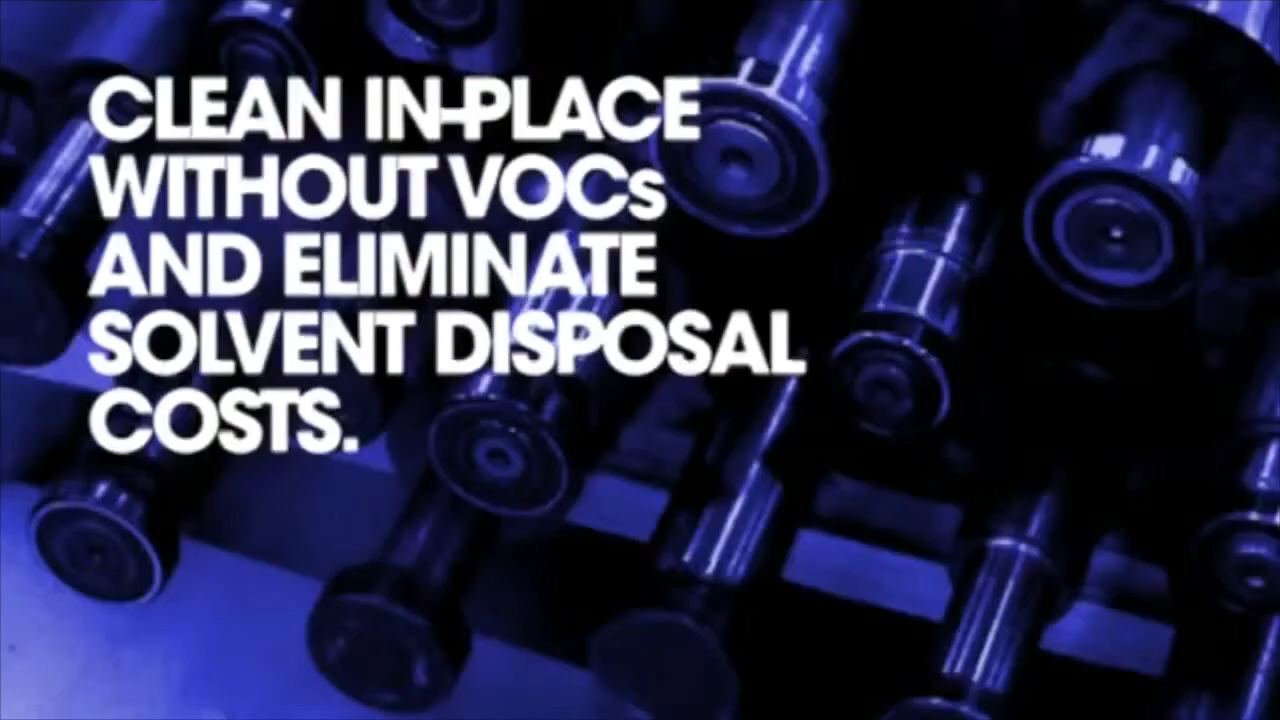 CLEAN IN-PLACE
WITHOUT VOCs
AND ELIMINATE
SOLVENT DISPOSAL
COSTS.